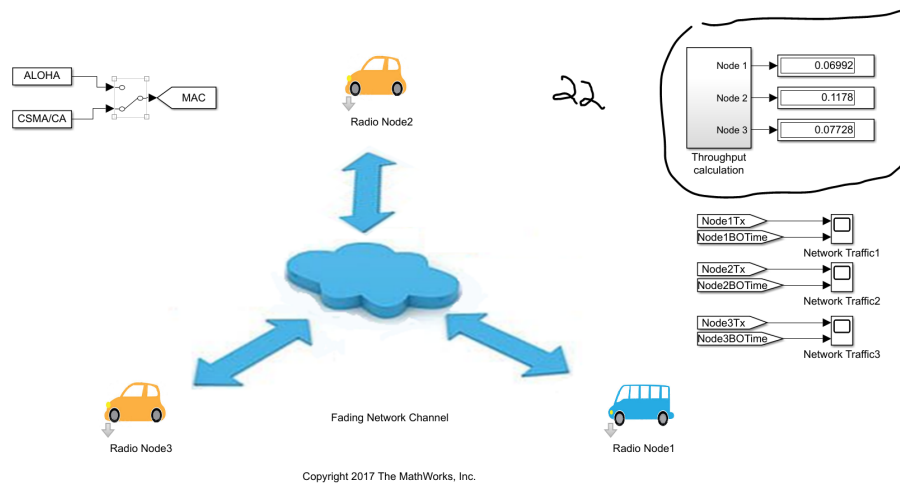 ALOHA
MAC
CSMA/CA
Radio Node2
22
Node 1
0.06992
Node 2
0.1178
Node 3
0.07728
Throughput
calculation
Node1Tx
Node1BOTime
Network Traffic1
Node2Tx
Node2BOTime
Network Traffic2
Node3Tx
Node3BOTime
Network Traffic3
Radio Node3
Fading Network Channel
Radio Node1
Copyright 2017 The MathWorks, Inc.